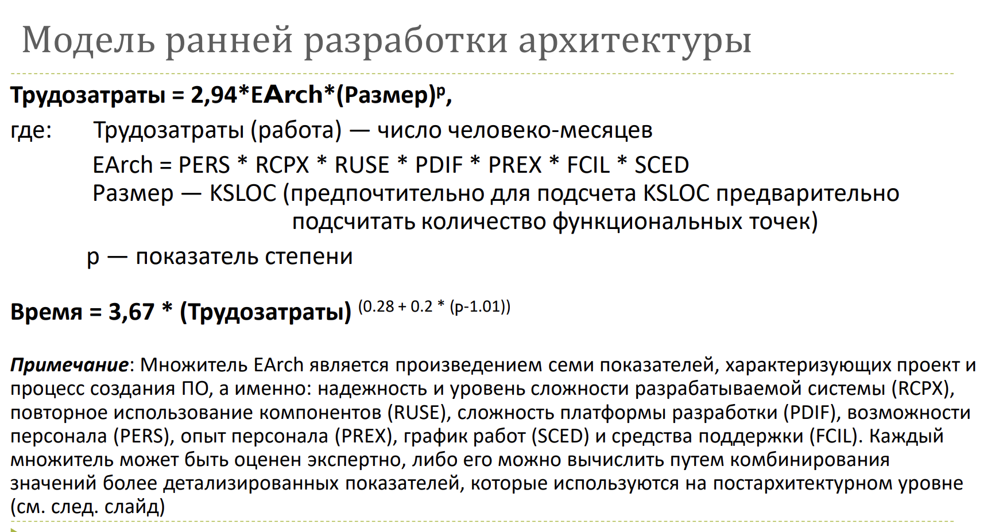 Модель ранней разработки архитектуры
Трудозатраты = 2,94*EArch*(Размер)ᵖ,
где: Трудозатраты (работа) — число человеко-месяцев
EArch = PERS * RCPX * RUSE * PDIF * PREX * FCIL * SCED
Размер — KSLOC (предпочтительно для подсчета KSLOC предварительно
подсчитать количество функциональных точек)
p — показатель степени
Время = 3,67 * (Трудозатраты) (0.28 + 0.2 * (p-1.01))
Примечание: Множитель EArch является произведением семи показателей, характеризующих проект и
процесс создания ПО, а именно: надежность и уровень сложности разрабатываемой системы (RCPX),
повторное использование компонентов (RUSE), сложность платформы разработки (PDIF), возможности
персонала (PERS), опыт персонала (PREX), график работ (SCED) и средства поддержки (FCIL). Каждый
множитель может быть оценен экспертно, либо его можно вычислить путем комбинирования
значений более детализированных показателей, которые используются на постархитектурном уровне
(см. след. слайд)